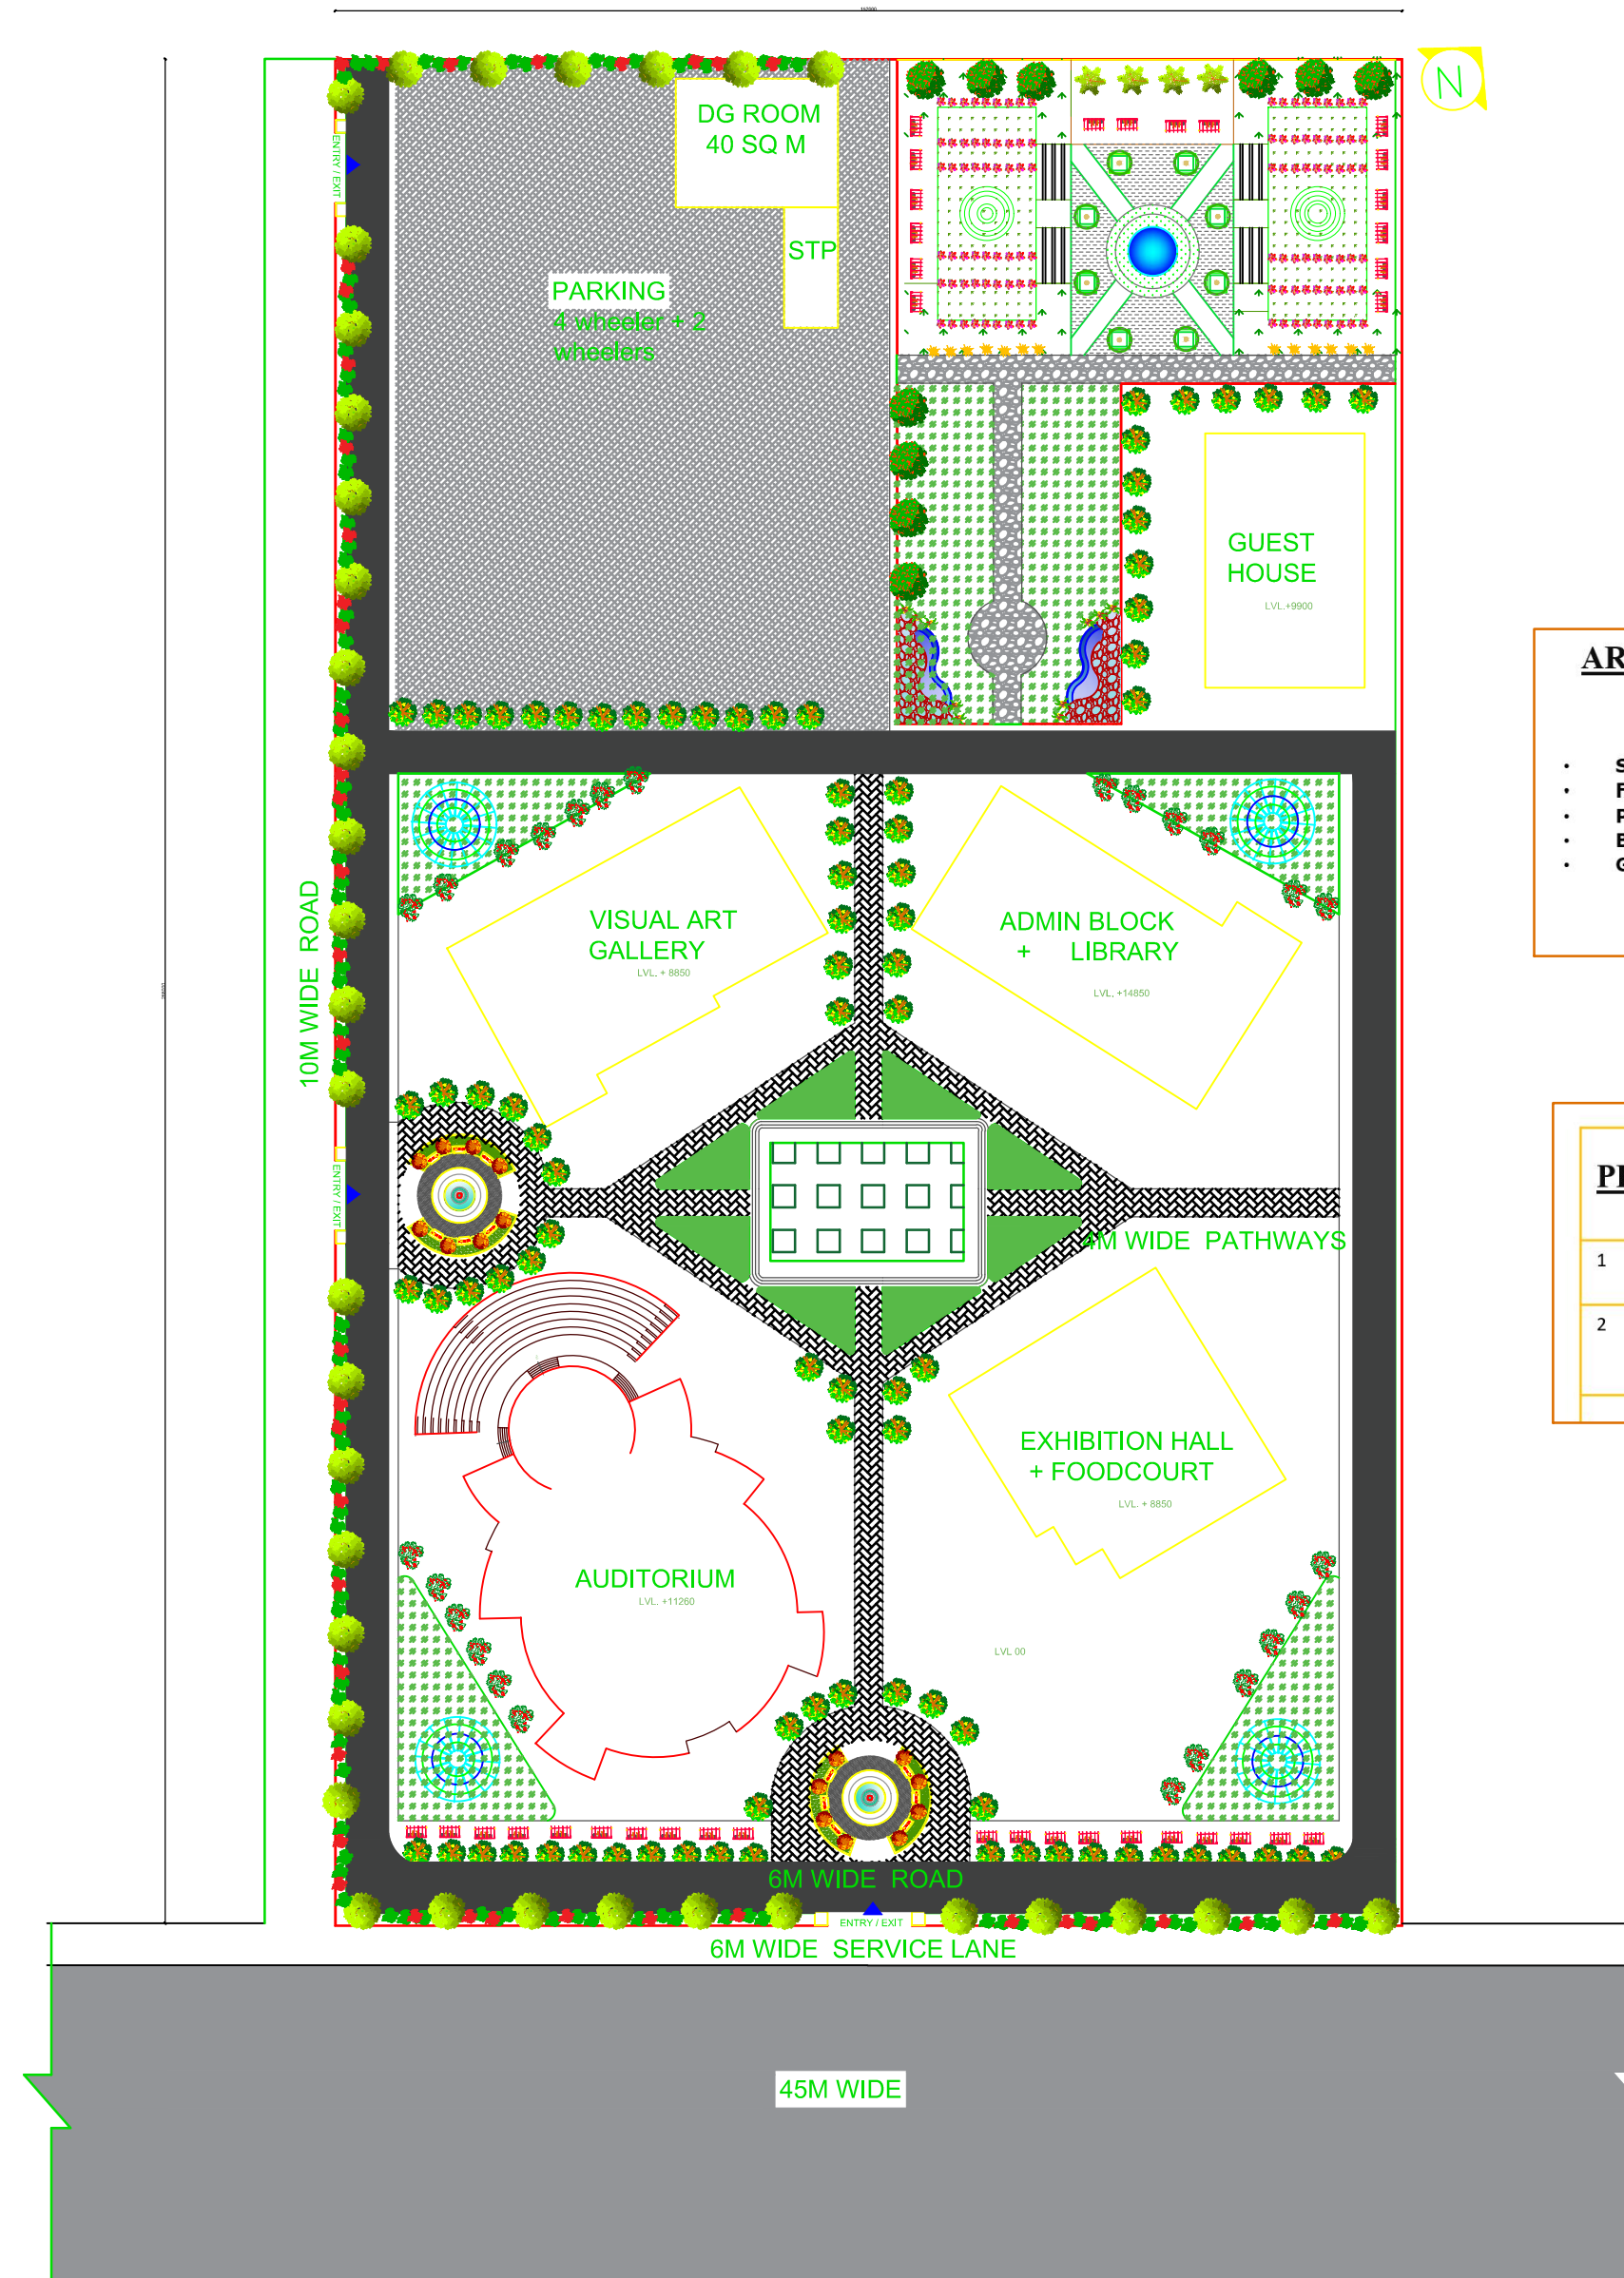 N
DG ROOM
40 SQ M
STP
PARKING
4 wheeler + 2
wheelers
ENTRY / EXIT
GUEST
HOUSE
LVL.+9900
10M WIDE ROAD
VISUAL ART
GALLERY
LVL, + 8850
ADMIN BLOCK
+ LIBRARY
LVL, +14850
ENTRY / EXIT
4M WIDE PATHWAYS
EXHIBITION HALL
+ FOODCOURT
LVL. + 8850
AUDITORIUM
LVL. +11260
LVL 00
6M WIDE ROAD
ENTRY / EXIT
6M WIDE SERVICE LANE
45M WIDE
1
2